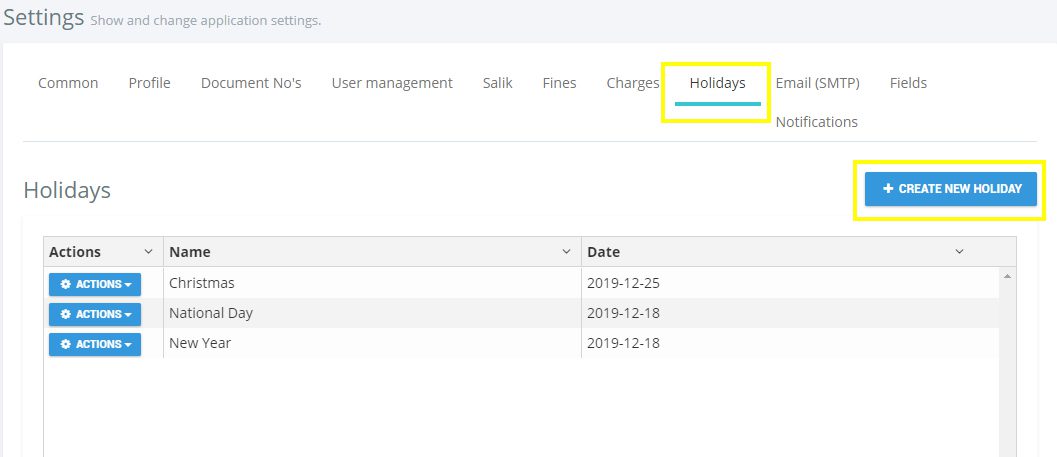 Settings Show and change application settings.
Common Profile Document No's User management Salik Fines Charges Holidays Email (SMTP) Fields
Notifications
Holidays
CREATE NEW HOLIDAY
Actions Name Date
ACTIONS Christmas 2019-12-25
ACTIONS National Day 2019-12-18
ACTIONS New Year 2019-12-18